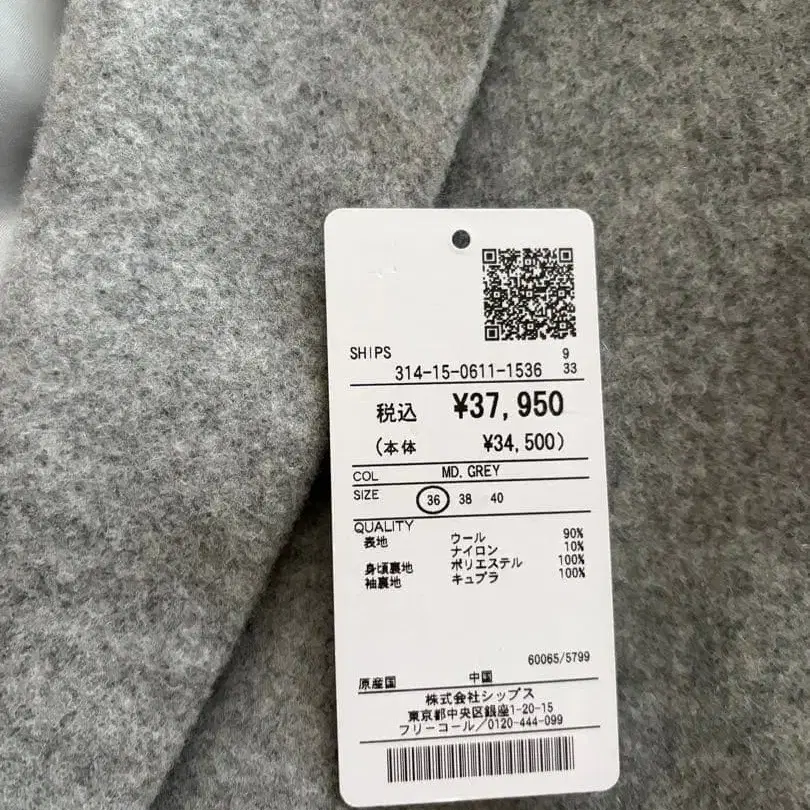 SHIPS 9
314-15-0611-1536 33
税込 ¥37,950
(本体 ¥34,500)
COL MD. GREY
SIZE 36 38 40
QUALITY
表地 ウール 90%
ナイロン 10%
身頃裏地 ポリエステル 100%
袖裏地 キュプラ 100%
60065/5799
原産国 中国
株式会社シップス
東京都中央区銀座1-20-15
フリーコール/0120-444-099